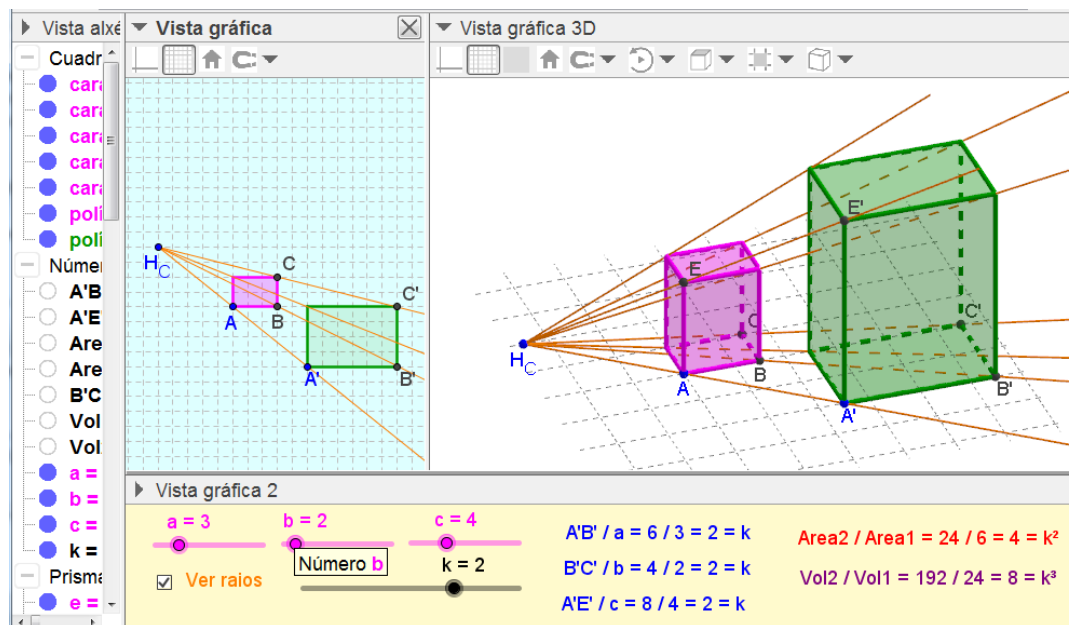 Vista alxé
Vista gráfica
Vista gráfica 3D
Cuadr
cara
cara
cara
cara
cara
polí
polí
Númer
A'B
A'E'
Are
Are
B'C
Vol
Vol
a =
b =
c =
k =
Prisma
e =
H
C
C
A
B
C'
A'
B'
E'
E
C
C'
H
C
A
B
A'
B'
Vista gráfica 2
a = 3
b = 2
c = 4
Número b
k = 2
Ver raios
A'B' / a = 6 / 3 = 2 = k
B'C' / b = 4 / 2 = 2 = k
A'E' / c = 8 / 4 = 2 = k
Area2 / Area1 = 24 / 6 = 4 = k²
Vol2 / Vol1 = 192 / 24 = 8 = k³